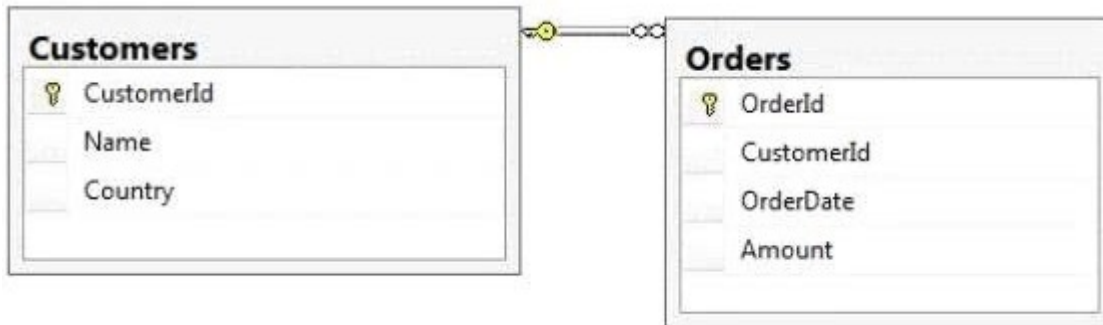 Customers
CustomerId
Name
Country
Orders
OrderId
CustomerId
OrderDate
Amount